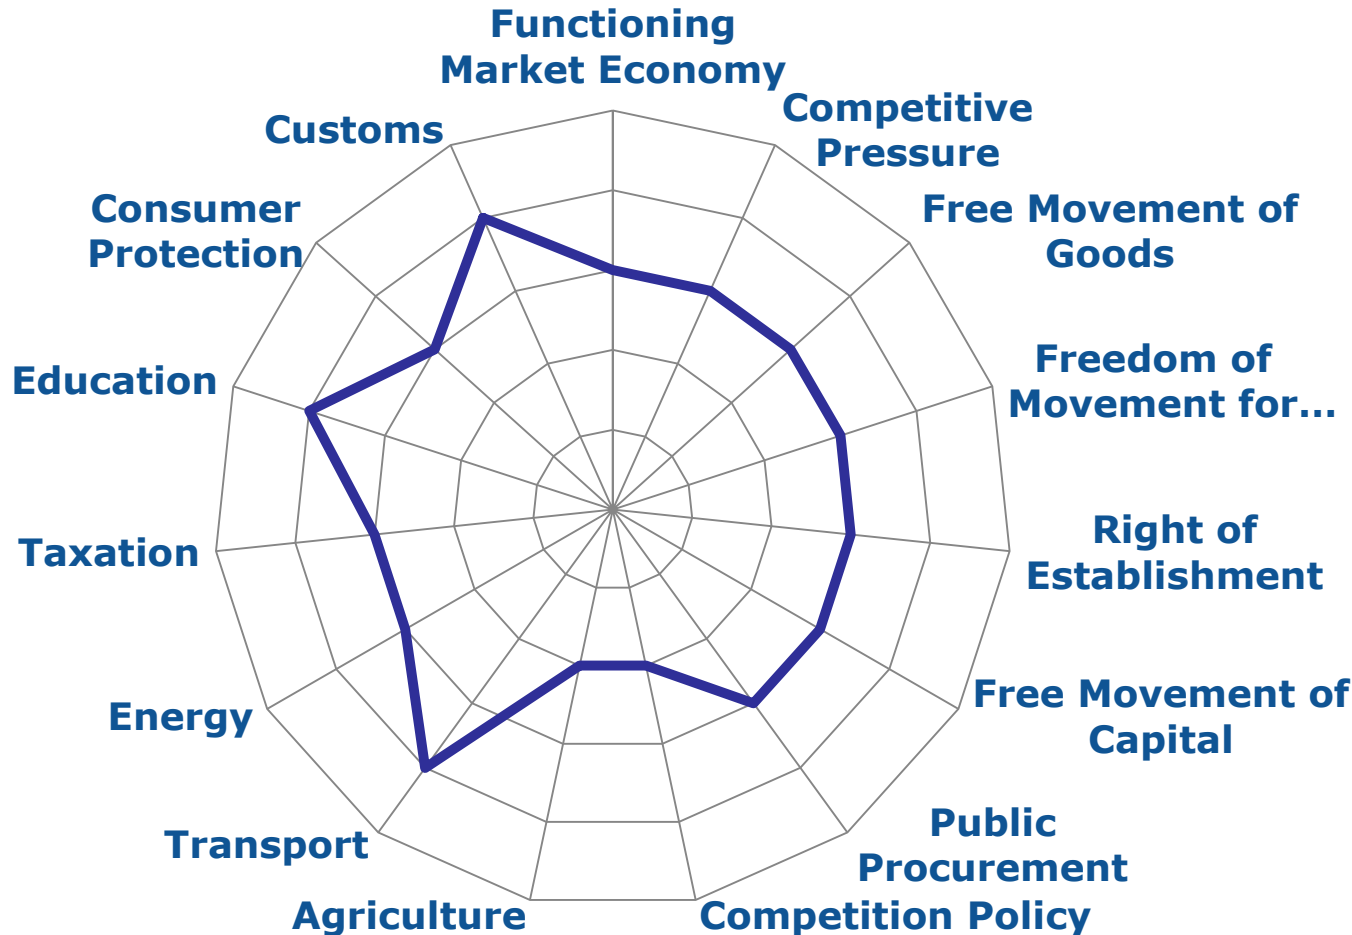 Functioning
Market Economy
Competitive
Pressure
Free Movement of
Goods
Freedom of
Movement for...
Right of
Establishment
Free Movement of
Capital
Public
Procurement
Competition Policy
Agriculture
Transport
Energy
Taxation
Education
Consumer
Protection
Customs